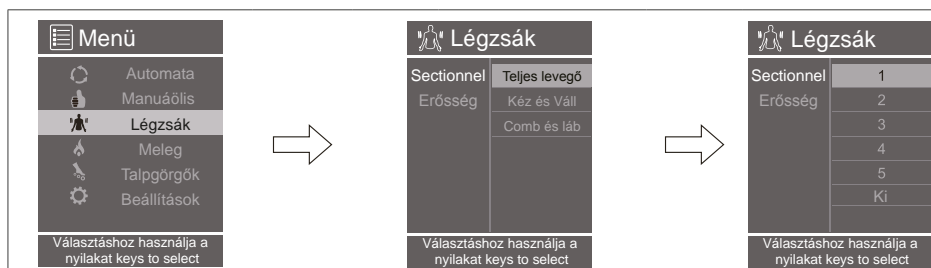 Menü
Automata
Manuáölis
Légzsák
Meleg
Talpgörgők
Beállítások
Választáshoz használja a
nyilakat keys to select
Légzsák
Sectionnel
Teljes levegő
Erősség
Kéz és Váll
Comb és láb
Választáshoz használja a
nyilakat keys to select
Légzsák
Sectionnel
1
Erősség
2
3
4
5
Ki
Választáshoz használja a
nyilakat keys to select